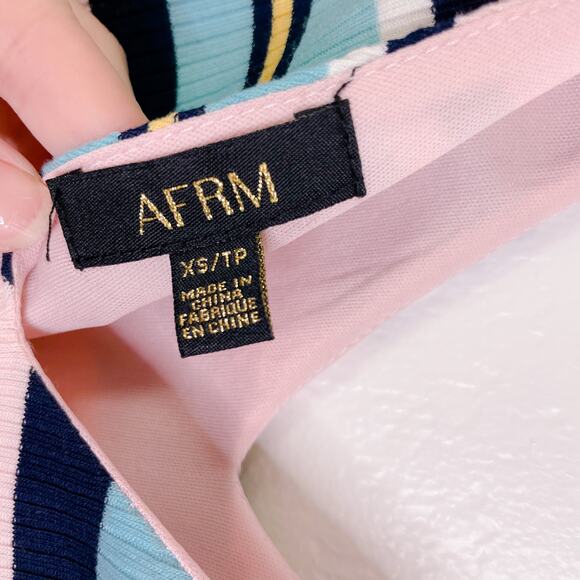 AFRM
XS/TP
MADE IN
CHINA
FABRIQUE
EN CHINE